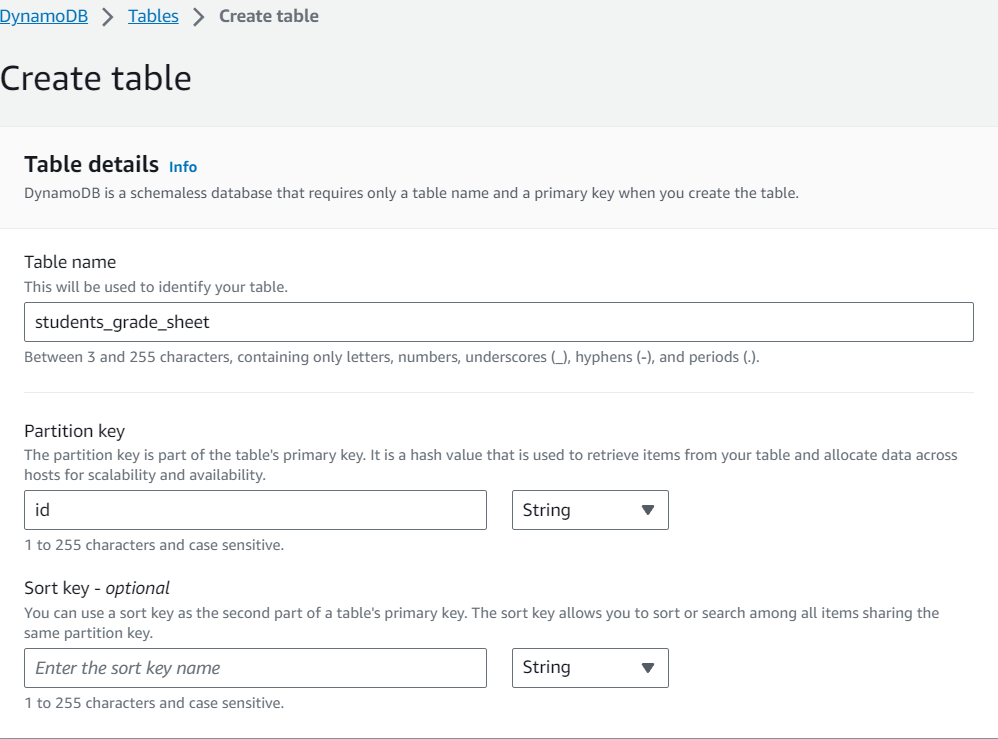 DynamoDB > Tables > Create table
Create table
Table details Info
DynamoDB is a schemaless database that requires only a table name and a primary key when you create the table.
Table name
This will be used to identify your table.
students_grade_sheet
Between 3 and 255 characters, containing only letters, numbers, underscores (_), hyphens (-), and periods (.).
Partition key
The partition key is part of the table's primary key. It is a hash value that is used to retrieve items from your table and allocate data across
hosts for scalability and availability.
id String
1 to 255 characters and case sensitive.
Sort key - optional
You can use a sort key as the second part of a table's primary key. The sort key allows you to sort or search among all items sharing the
same partition key.
Enter the sort key name String
1 to 255 characters and case sensitive.